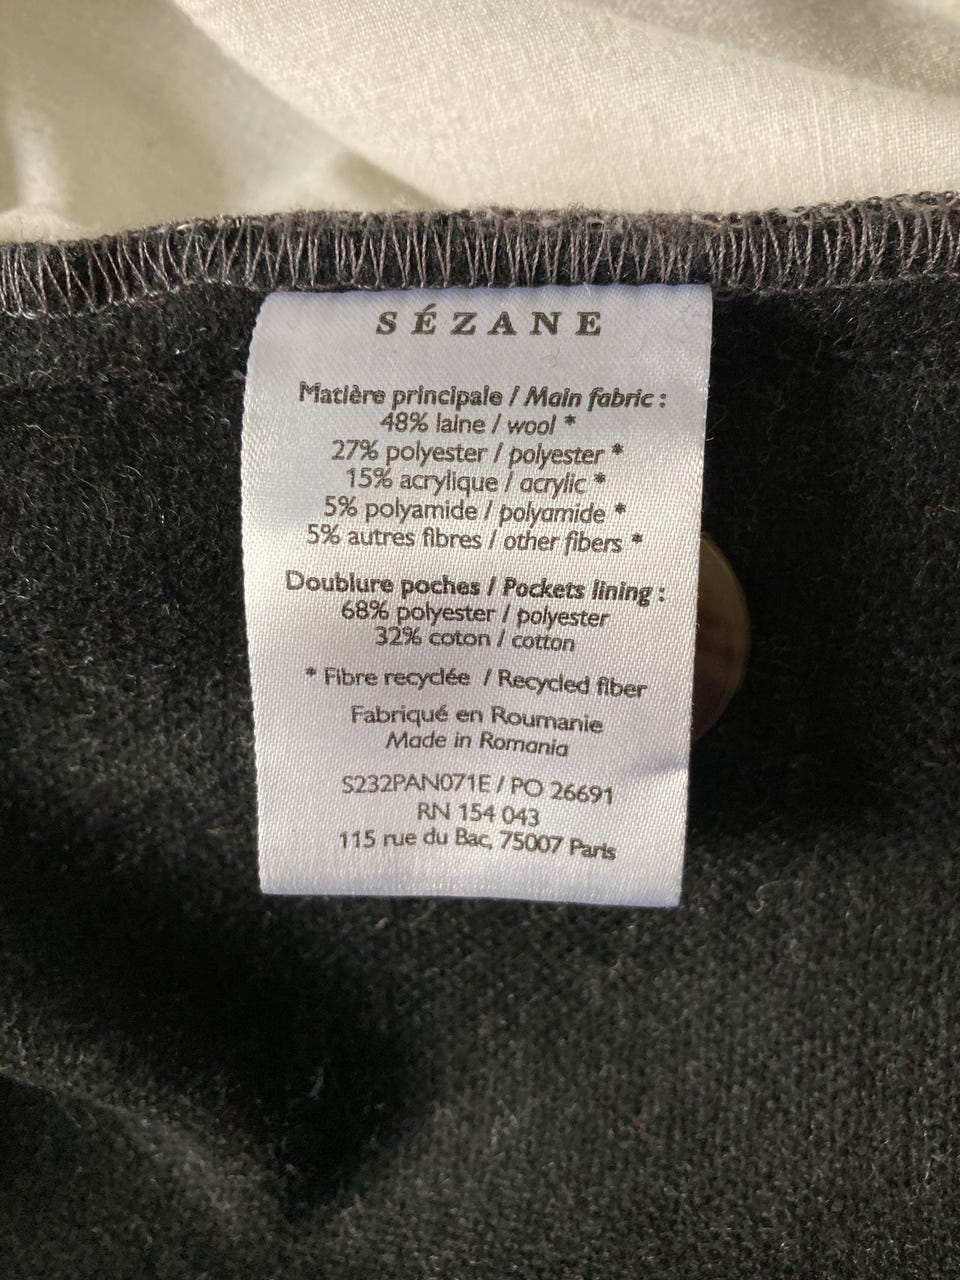 SÉZANE
Matière principale / Main fabric :
48% laine / wool *
27% polyester / polyester *
15% acrylique / acrylic *
5% polyamide / polyamide *
5% autres fibres / other fibers *
Doublure poches / Pockets lining :
68% polyester / polyester
32% coton / cotton
* Fibre recyclée / Recycled fiber
Fabriqué en Roumanie
Made in Romania
S232PAN071E / PO 26691
RN 154 043
115 rue du Bac, 75007 Paris